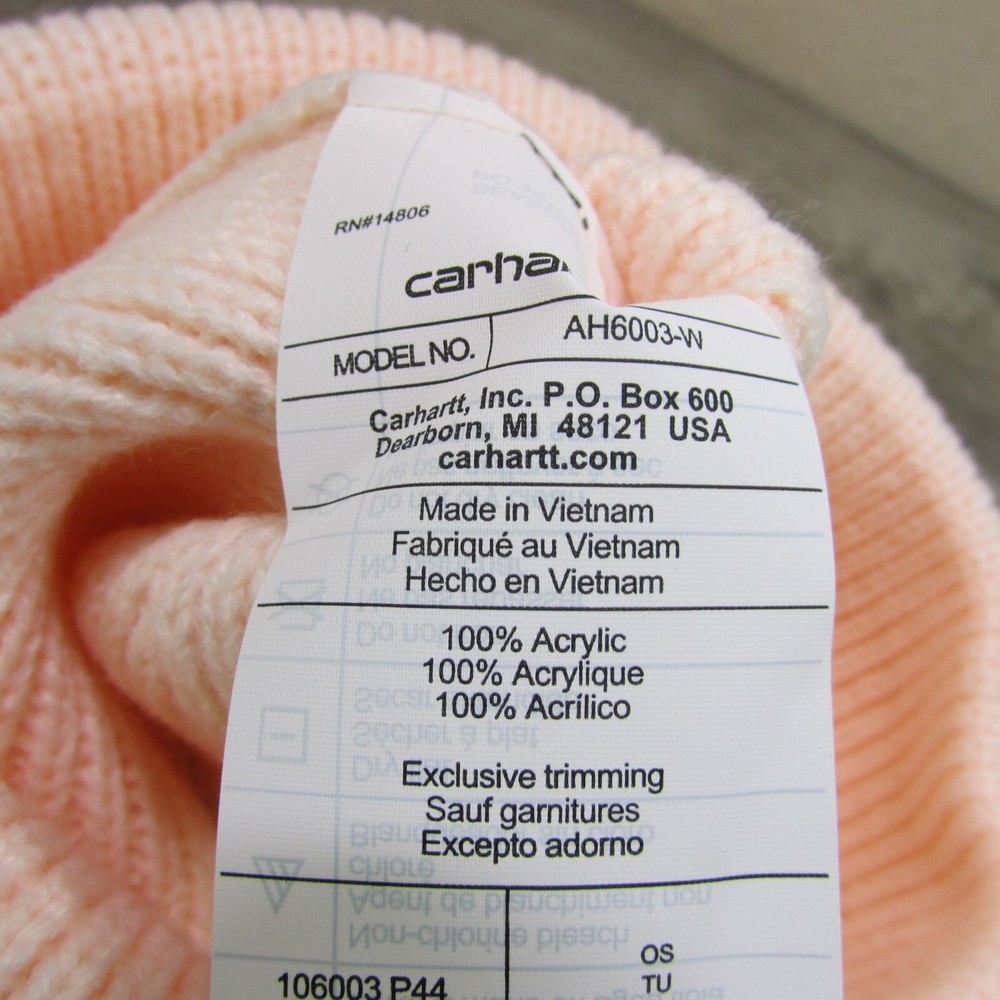 RN#14806
carha
MODEL NO. AH6003-W
Carhartt, Inc. P.O. Box 600
Dearborn, MI 48121 USA
carhartt.com
Made in Vietnam
Fabriqué au Vietnam
Hecho en Vietnam
100% Acrylic
100% Acrylique
100% Acrílico
Exclusive trimming
Sauf garnitures
Excepto adorno
106003 P44
OS
TU